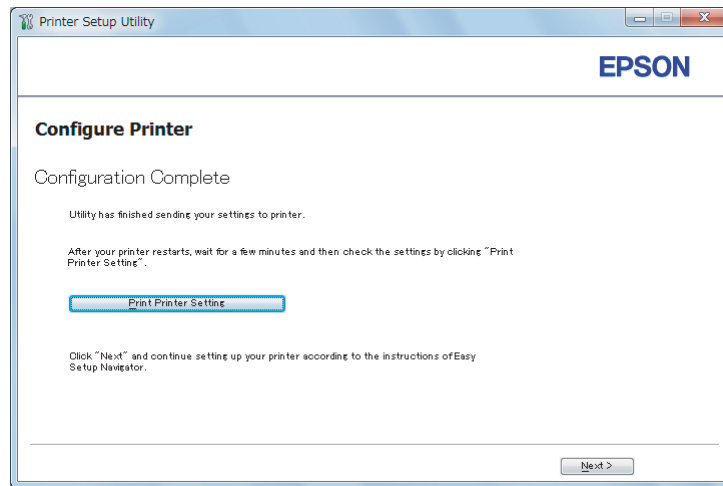 Printer Setup Utility
EPSON
Configure Printer
Configuration Complete
Utility has finished sending your settings to printer.
After your printer restarts, wait for a few minutes and then check the settings by clicking "Print
Printer Setting".
Print Printer Setting
Click "Next" and continue setting up your printer according to the instructions of Easy
Setup Navigator.
Next >